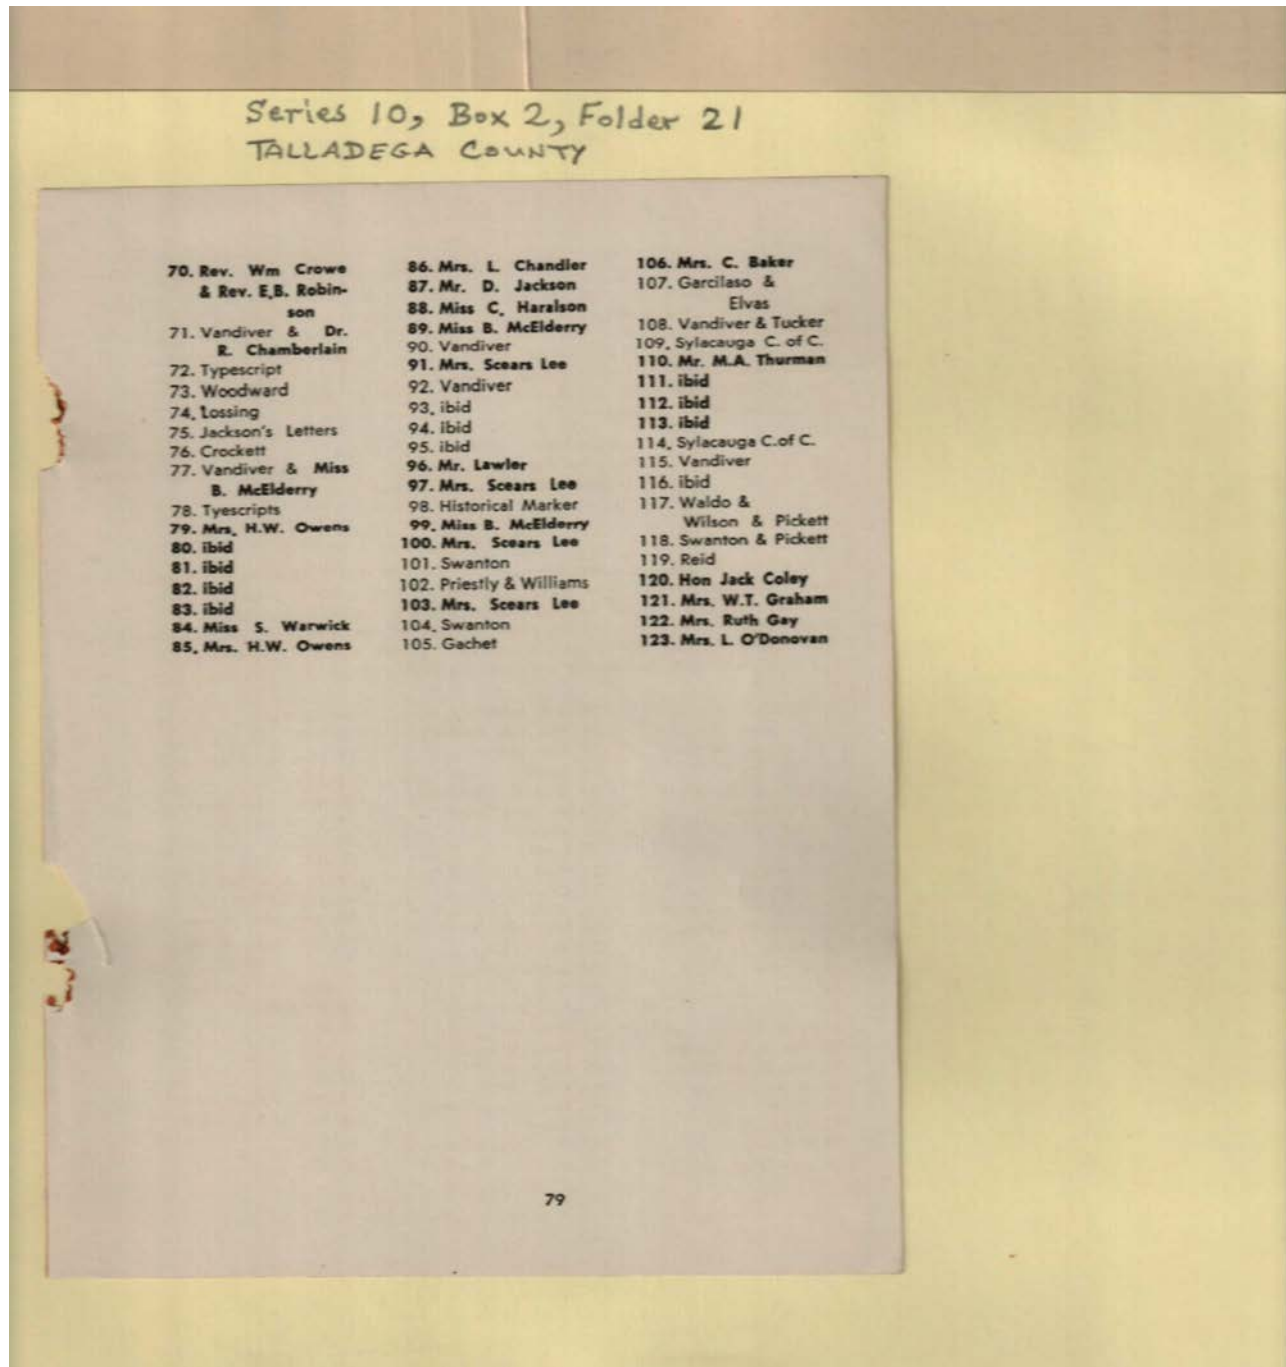 Series 10, Box 2, Folder 21
TALLADEGA COUNTY
70. Rev. Wm Crowe
& Rev. E.B. Robin-
son
71. Vandiver & Dr.
R. Chamberlain
72. Typescript
73. Woodward
74. Lossing
75. Jackson's Letters
76. Crockett
77. Vandiver & Miss
B. McElderry
78. Tyescripts
79. Mrs. H.W. Owens
80. ibid
81. ibid
82. ibid
83. ibid
84. Miss S. Warwick
85. Mrs. H.W. Owens
86. Mrs. L. Chandler
87. Mr. D. Jackson
88. Miss C. Haralson
89. Miss B. McElderry
90. Vandiver
91. Mrs. Scears Lee
92. Vandiver
93. ibid
94. ibid
95. ibid
96. Mr. Lawler
97. Mrs. Scears Lee
98. Historical Marker
99. Miss B. McElderry
100. Mrs. Scears Lee
101. Swanton
102. Priestly & Williams
103. Mrs. Scears Lee
104. Swanton
105. Gachet
106. Mrs. C. Baker
107. Garcilaso &
Elvas
108. Vandiver & Tucker
109. Sylacauga C. of C.
110. Mr. M.A. Thurman
111. ibid
112. ibid
113. ibid
114. Sylacauga C.of C.
115. Vandiver
116. ibid
117. Waldo &
Wilson & Pickett
118. Swanton & Pickett
119. Reid
120. Hon Jack Coley
121. Mrs. W.T. Graham
122. Mrs. Ruth Gay
123. Mrs. L. O'Donovan
79